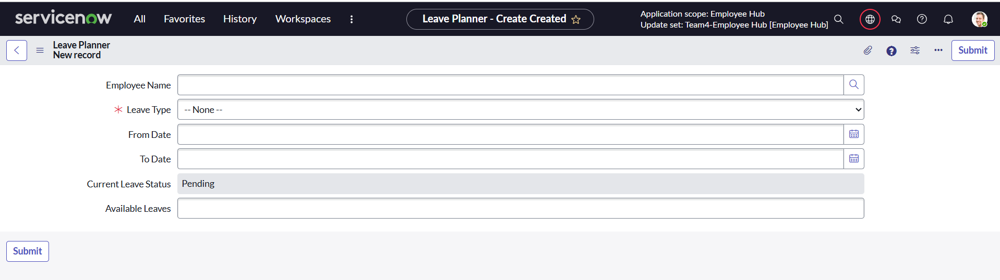 servicenow All Favorites History Workspaces Leave Planner - Create Created Application scope: Employee Hub
Update set: Team4-Employee Hub [Employee Hub]
Leave Planner
New record
Submit
Employee Name
Leave Type -- None --
From Date
To Date
Current Leave Status Pending
Available Leaves
Submit